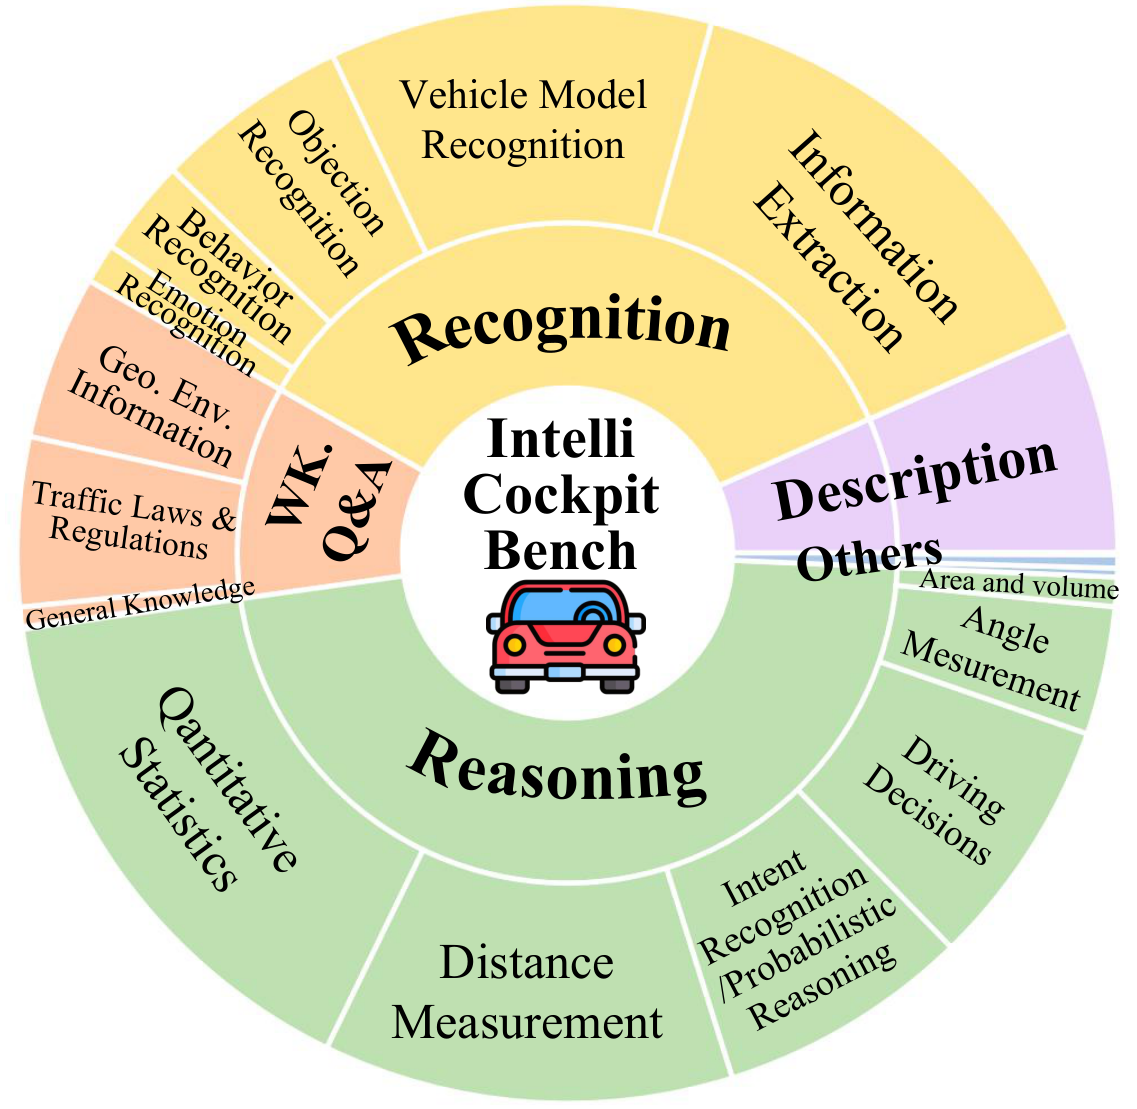 Vehicle Model
Recognition
Information
Extraction
Objection
Recognition
Behavior
Recognition
Emotion
Recognition
Recognition
Geo. Env.
Information
WK.
Q&A
Intelli
Cockpit
Bench
Description
Others
Traffic Laws &
Regulations
General Knowledge
Area and volume
Angle
Mesurement
Driving
Decisions
Reasoning
Qantitative
Statistics
Distance
Measurement
Intent
Recognition
/Probabilistic
Reasoning